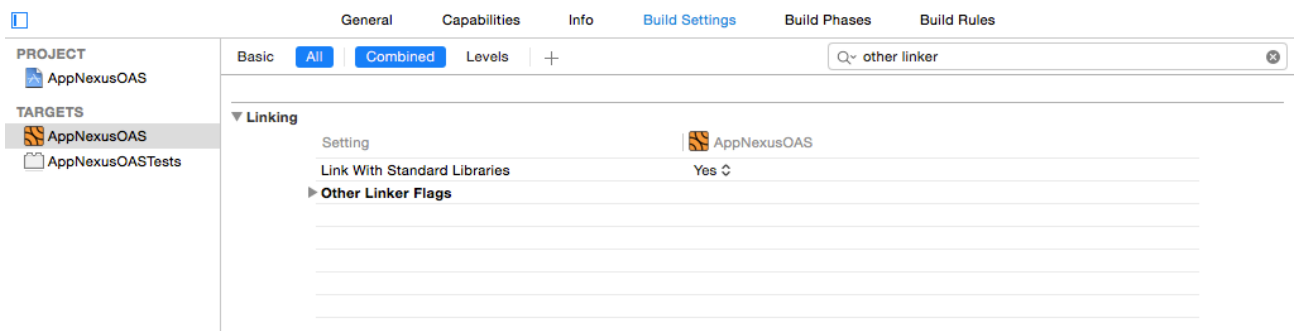 General Capabilities Info Build Settings Build Phases Build Rules
PROJECT
AppNexusOAS
TARGETS
AppNexusOAS
AppNexusOASTests
Basic All Combined Levels + other linker
Linking
Setting AppNexusOAS
Link With Standard Libraries Yes
Other Linker Flags